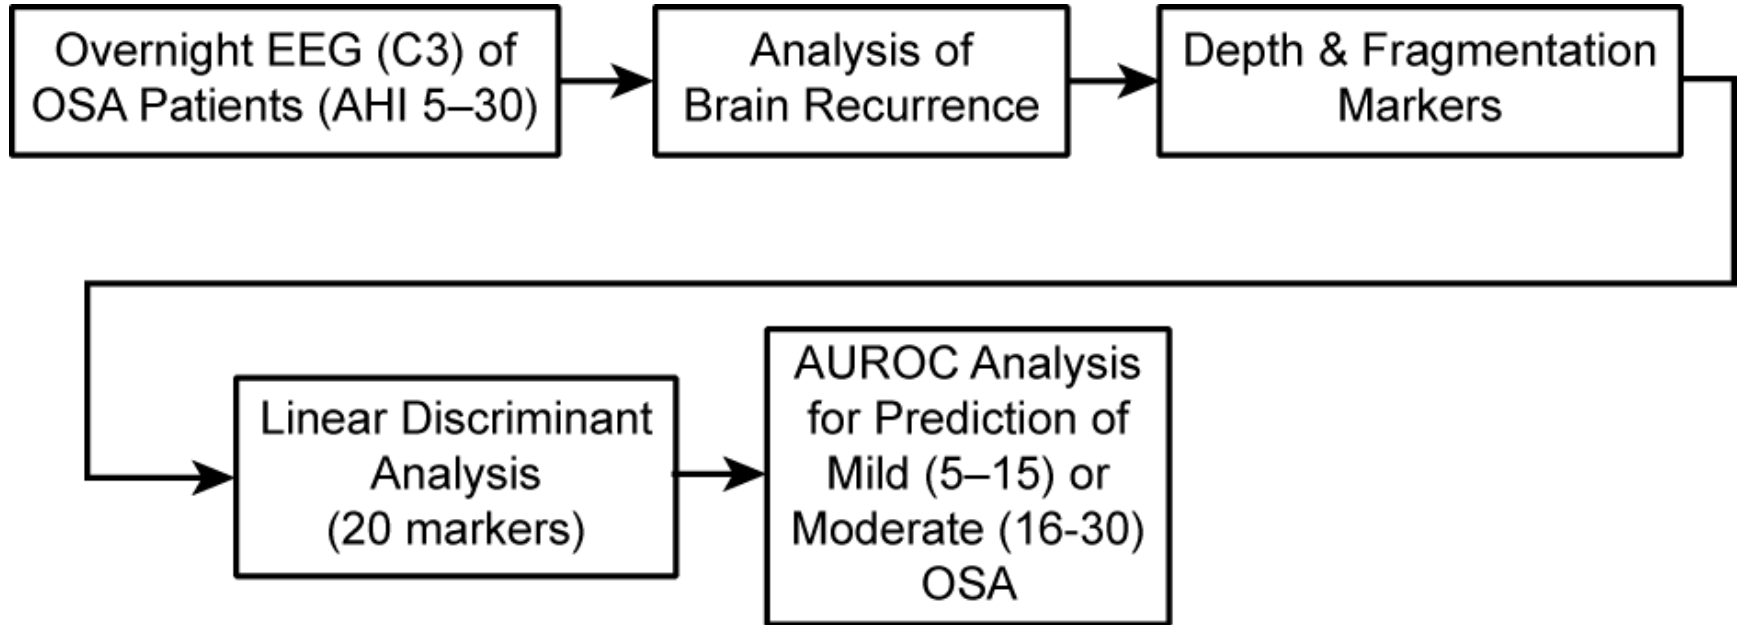 Overnight EEG (C3) of
OSA Patients (AHI 5–30)
Analysis of
Brain Recurrence
Depth & Fragmentation
Markers
Linear Discriminant
Analysis
(20 markers)
AUROC Analysis
for Prediction of
Mild (5–15) or
Moderate (16-30)
OSA